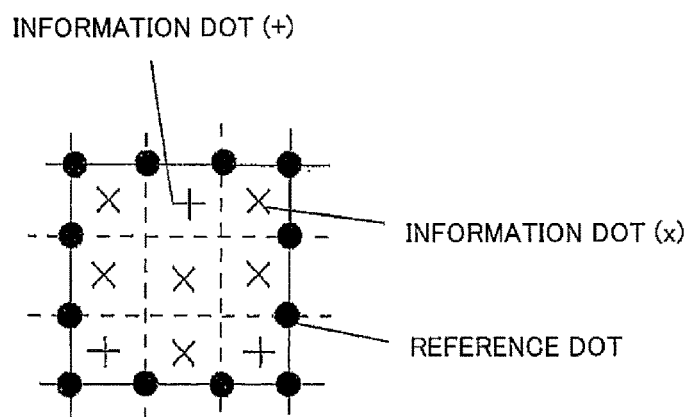 INFORMATION DOT (+)
INFORMATION DOT (x)
REFERENCE DOT